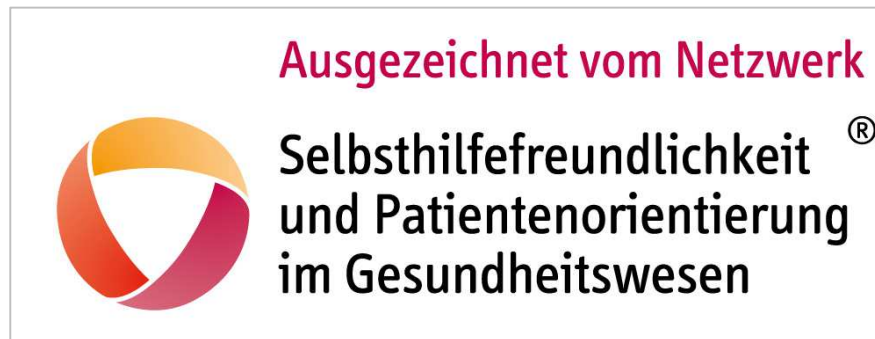 Ausgezeichnet vom Netzwerk
Selbsthilfefreundlichkeit ®
und Patientenorientierung
im Gesundheitswesen